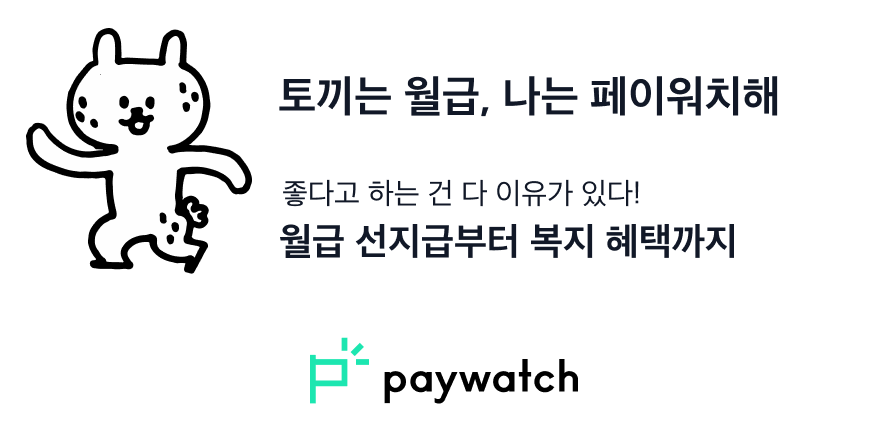 토끼는 월급, 나는 페이워치해
좋다고 하는 건 다 이유가 있다!
월급 선지급부터 복지 혜택까지
paywatch